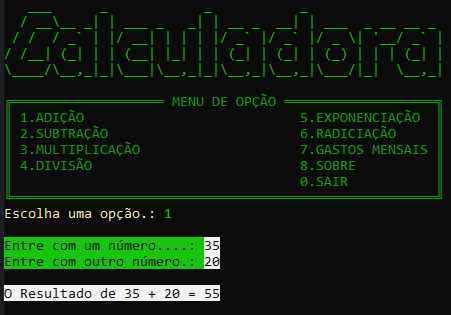 Calculadora
MENU DE OPÇÃO
1.ADIÇÃO 5.EXPONENCIAÇÃO
2.SUBTRAÇÃO 6.RADICIAÇÃO
3.MULTIPLICAÇÃO 7.GASTOS MENSAIS
4.DIVISÃO 8.SOBRE
0.SAIR
Escolha uma opção.: 1
Entre com um número....: 35
Entre com outro número.: 20
O Resultado de 35 + 20 = 55